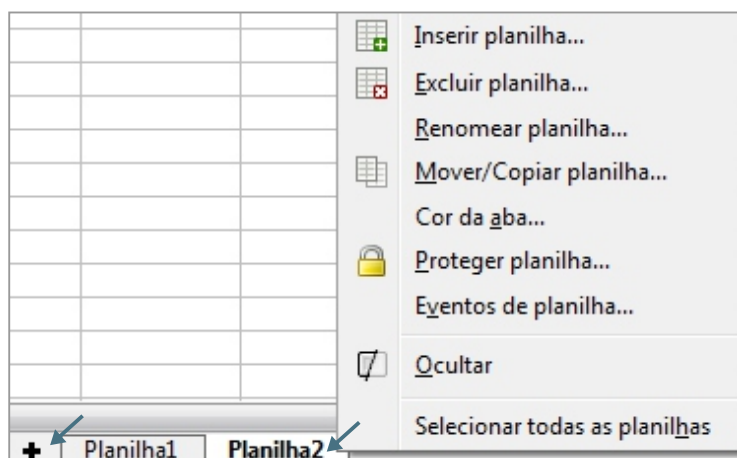 Inserir planilha...
Excluir planilha...
Renomear planilha...
Mover/Copiar planilha...
Cor da aba...
Proteger planilha...
Eventos de planilha...
Ocultar
Selecionar todas as planilhas
+ Planilha1 Planilha2